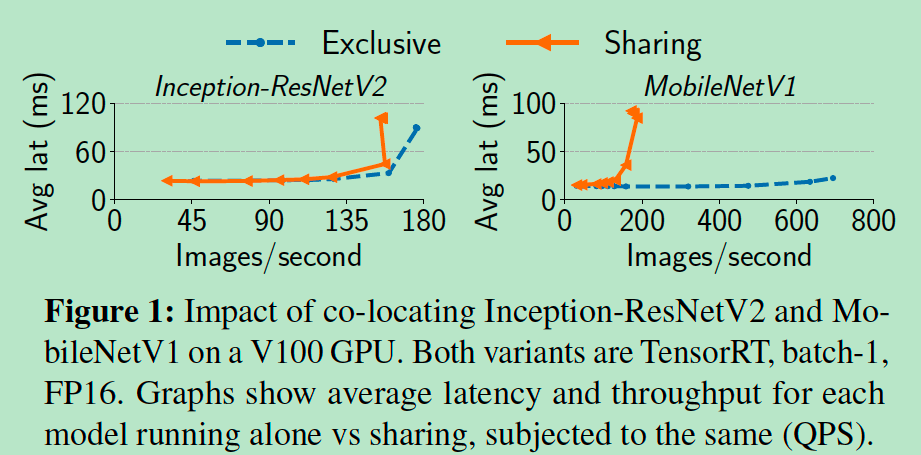 Exclusive Sharing
Inception-ResNetV2 MobileNetV1
Avg lat (ms)
120
60
0
0 45 90 135 180
Images/second
Avg lat (ms)
100
50
0
0 200 400 600 800
Images/second
Figure 1: Impact of co-locating Inception-ResNetV2 and Mo-
bileNetV1 on a V100 GPU. Both variants are TensorRT, batch-1,
FP16. Graphs show average latency and throughput for each
model running alone vs sharing, subjected to the same (QPS).